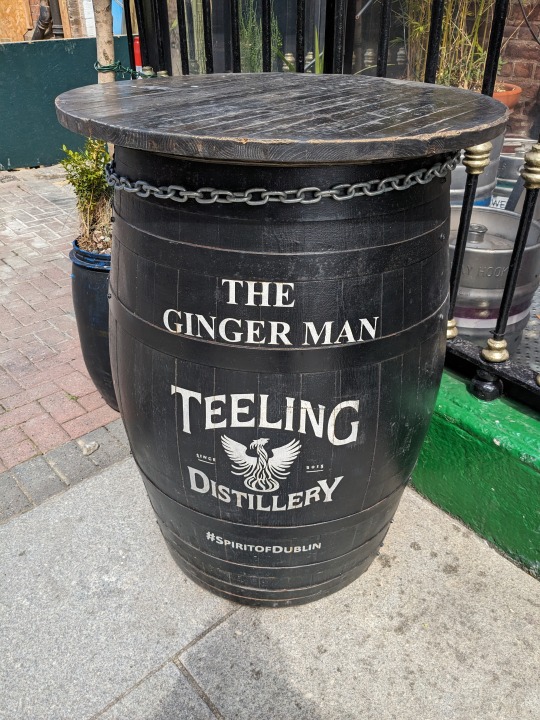 THE
GINGER MAN
TEELING
SINCE 2015
DISTILLERY
#SPIRITOFDUBLIN